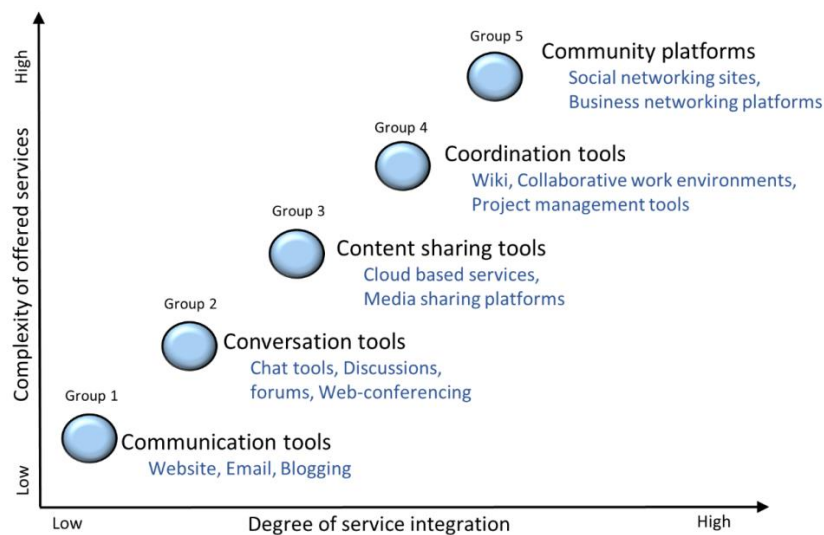 High
Group 5
Community platforms
Social networking sites,
Business networking platforms
Group 4
Coordination tools
Wiki, Collaborative work environments,
Project management tools
Group 3
Content sharing tools
Cloud based services,
Media sharing platforms
Group 2
Conversation tools
Chat tools, Discussions,
forums, Web-conferencing
Group 1
Communication tools
Website, Email, Blogging
Complexity of offered services
Low
Low
Degree of service integration
High